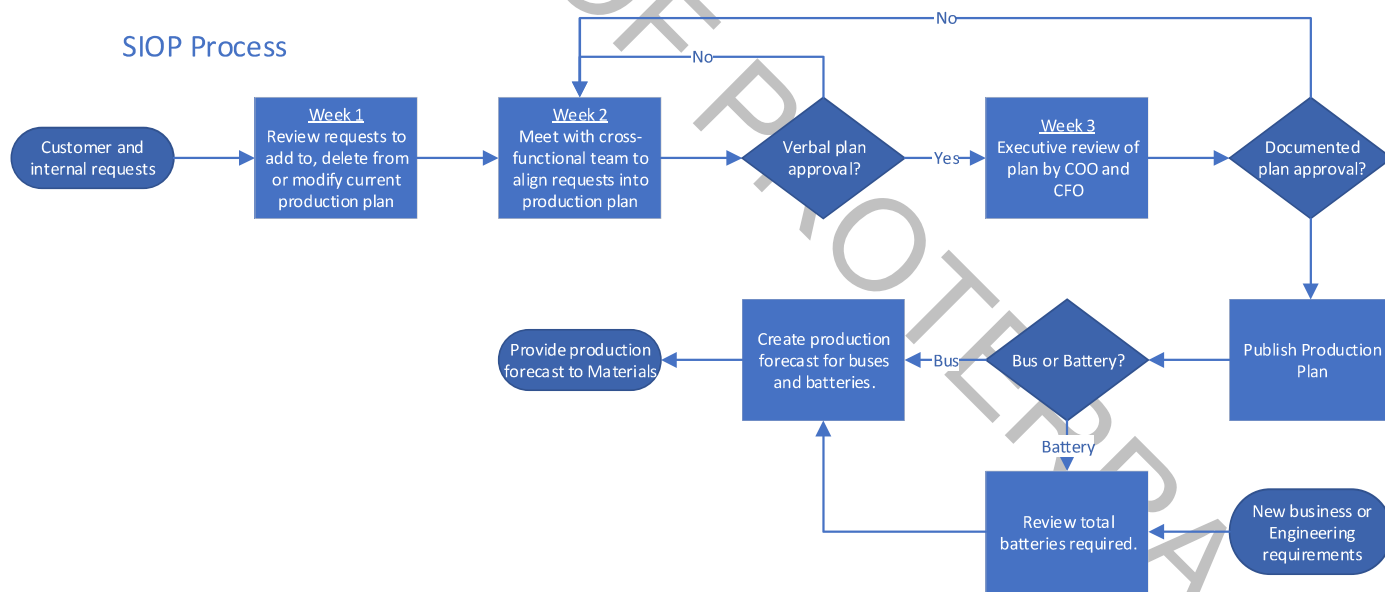 SIOP Process
No
No
Customer and
internal requests
Week 1
Review requests to
add to, delete from
or modify current
production plan
Week 2
Meet with cross-
functional team to
align requests into
production plan
Verbal plan
approval?
Yes
Week 3
Executive review of
plan by COO and
CFO
Documented
plan approval?
Publish Production
Plan
Bus or Battery?
Bus
Create production
forecast for buses
and batteries.
Provide production
forecast to Materials
Battery
Review total
batteries required.
New business or
Engineering
requirements
OF PROTERRA